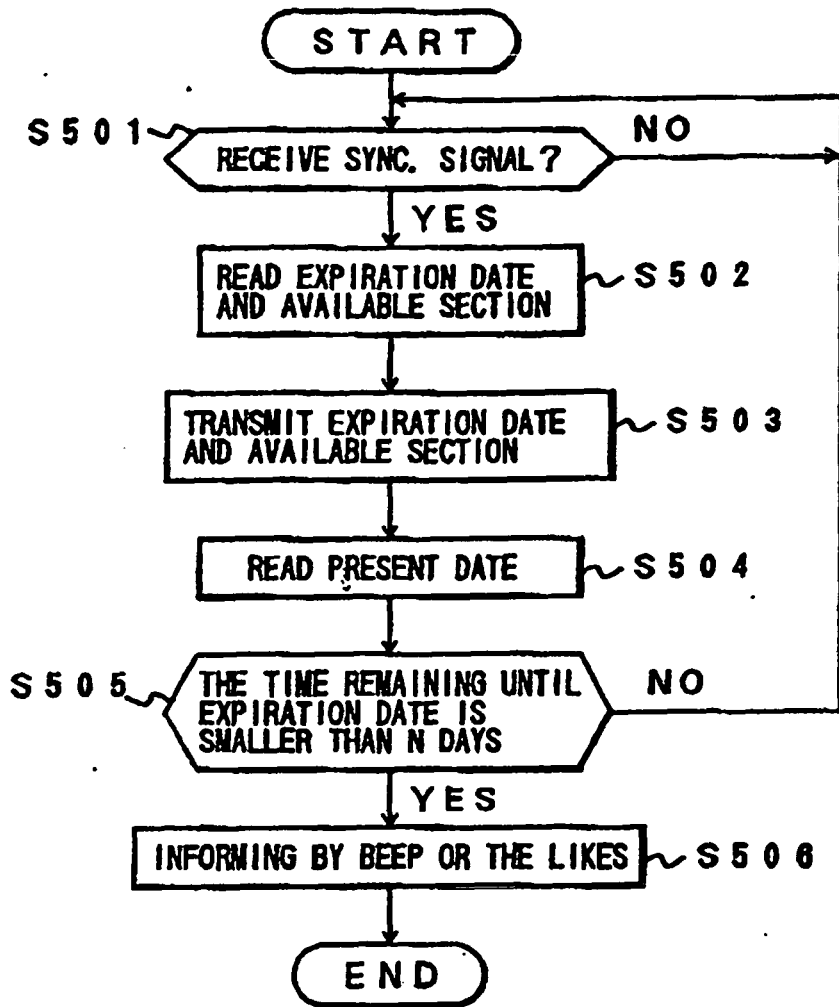 START
S501
RECEIVE SYNC. SIGNAL?
NO
YES
READ EXPIRATION DATE
AND AVAILABLE SECTION
S502
TRANSMIT EXPIRATION DATE
AND AVAILABLE SECTION
S503
READ PRESENT DATE
S504
S505
THE TIME REMAINING UNTIL
EXPIRATION DATE IS
SMALLER THAN N DAYS
NO
YES
INFORMING BY BEEP OR THE LIKES
S506
END